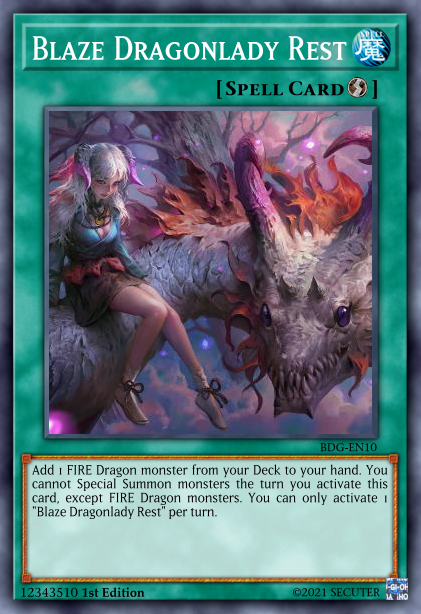 Blaze Dragonlady Rest 魔
[Spell Card ]
BDG-EN10
Add 1 FIRE Dragon monster from your Deck to your hand. You
cannot Special Summon monsters the turn you activate this
card, except FIRE Dragon monsters. You can only activate 1
"Blaze Dragonlady Rest" per turn.
12343510 1st Edition ©2021 SECUTER